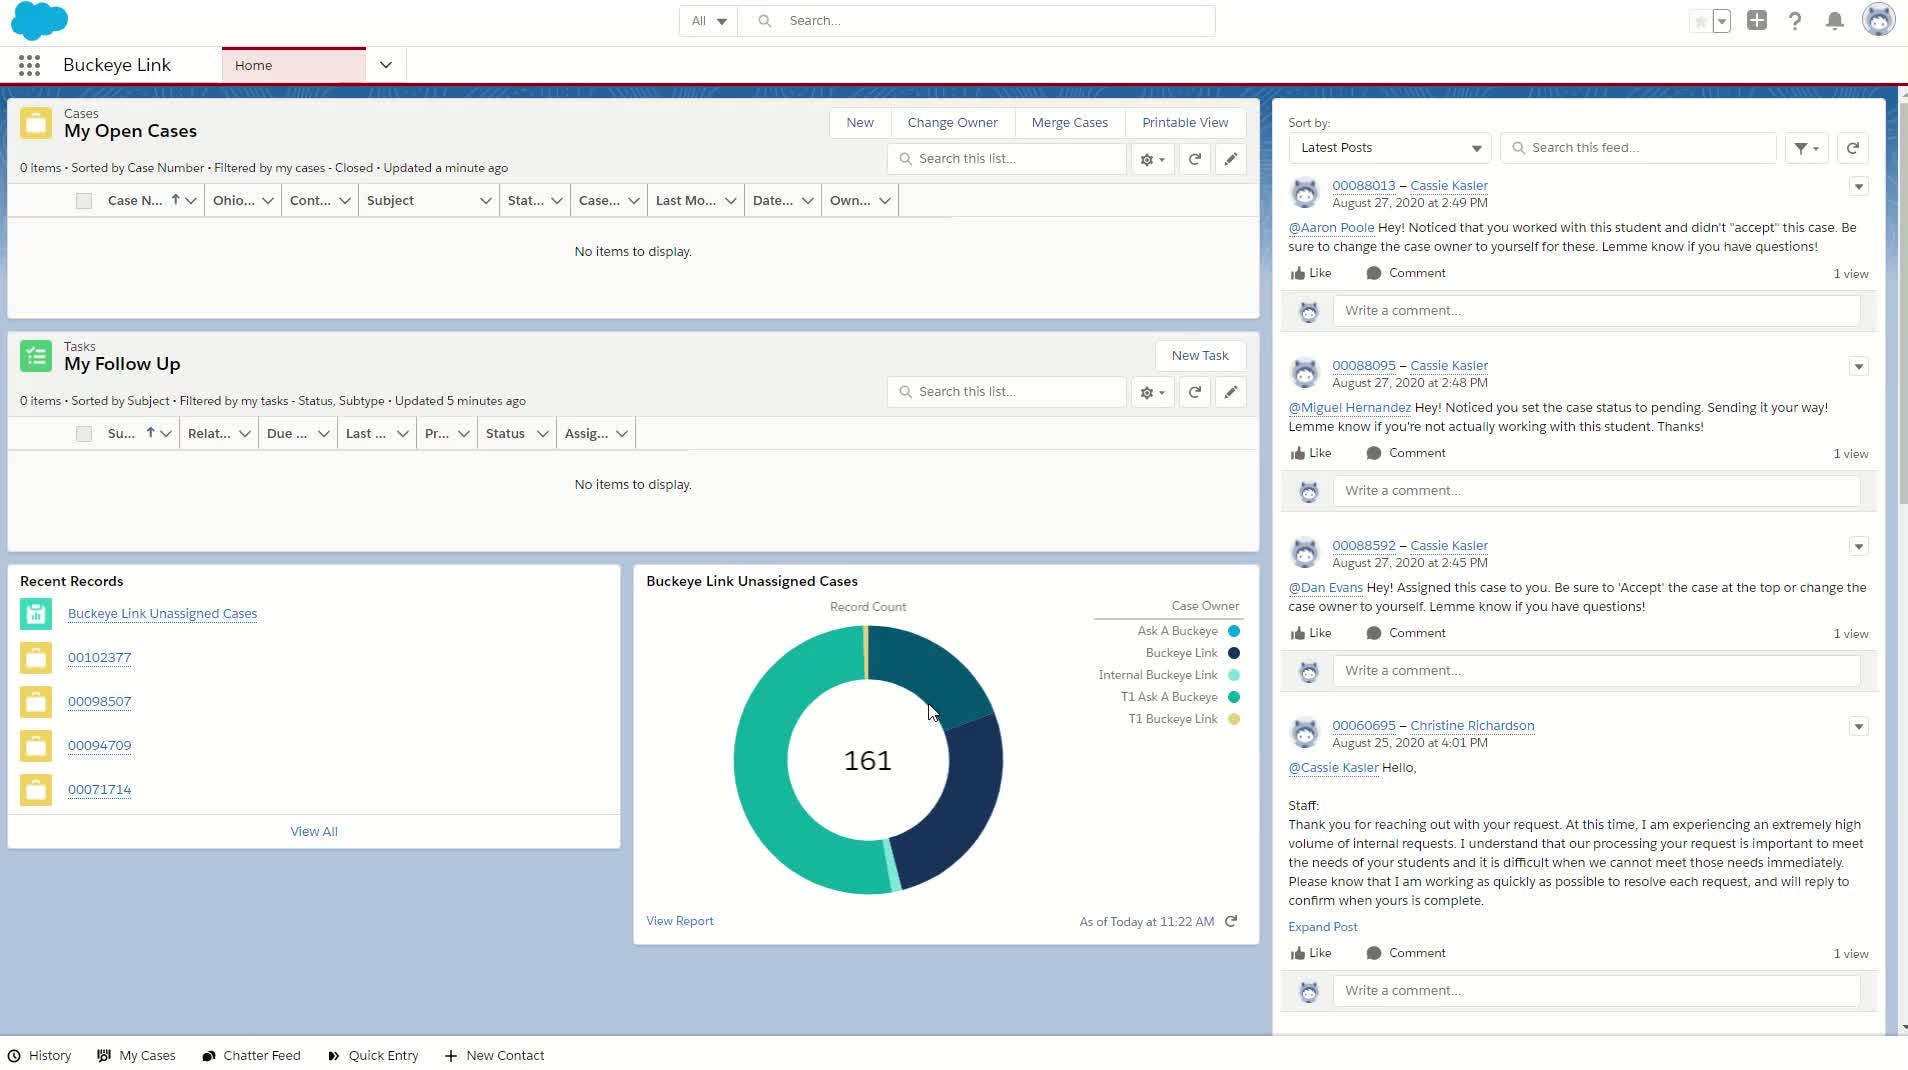 All
Search...
Buckeye Link
Home
Cases
My Open Cases
New
Change Owner
Merge Cases
Printable View
0 items • Sorted by Case Number • Filtered by my cases - Closed • Updated a minute ago
Search this list...
Case N...
Ohio...
Cont...
Subject
Stat...
Case...
Last Mo...
Date...
Own...
No items to display.
Tasks
My Follow Up
New Task
0 items • Sorted by Subject • Filtered by my tasks - Status, Subtype • Updated 5 minutes ago
Search this list...
Su...
Relat...
Due ...
Last ...
Pr...
Status
Assig...
No items to display.
Recent Records
Buckeye Link Unassigned Cases
00102377
00098507
00094709
00071714
View All
Buckeye Link Unassigned Cases
Record Count
161
Case Owner
Ask A Buckeye
Buckeye Link
Internal Buckeye Link
T1 Ask A Buckeye
T1 Buckeye Link
View Report
As of Today at 11:22 AM
Sort by:
Latest Posts
Search this feed...
00088013 – Cassie Kasler
August 27, 2020 at 2:49 PM
@Aaron Poole Hey! Noticed that you worked with this student and didn't "accept" this case. Be
sure to change the case owner to yourself for these. Lemme know if you have questions!
Like
Comment
1 view
Write a comment...
00088095 – Cassie Kasler
August 27, 2020 at 2:48 PM
@Miguel Hernandez Hey! Noticed you set the case status to pending. Sending it your way!
Lemme know if you're not actually working with this student. Thanks!
Like
Comment
1 view
Write a comment...
00088592 – Cassie Kasler
August 27, 2020 at 2:45 PM
@Dan Evans Hey! Assigned this case to you. Be sure to 'Accept' the case at the top or change the
case owner to yourself. Lemme know if you have questions!
Like
Comment
1 view
Write a comment...
00060695 – Christine Richardson
August 25, 2020 at 4:01 PM
@Cassie Kasler Hello,
Staff:
Thank you for reaching out with your request. At this time, I am experiencing an extremely high
volume of internal requests. I understand that our processing your request is important to meet
the needs of your students and it is difficult when we cannot meet those needs immediately.
Please know that I am working as quickly as possible to resolve each request, and will reply to
confirm when yours is complete.
Expand Post
Like
Comment
1 view
Write a comment...
History
My Cases
Chatter Feed
Quick Entry
New Contact